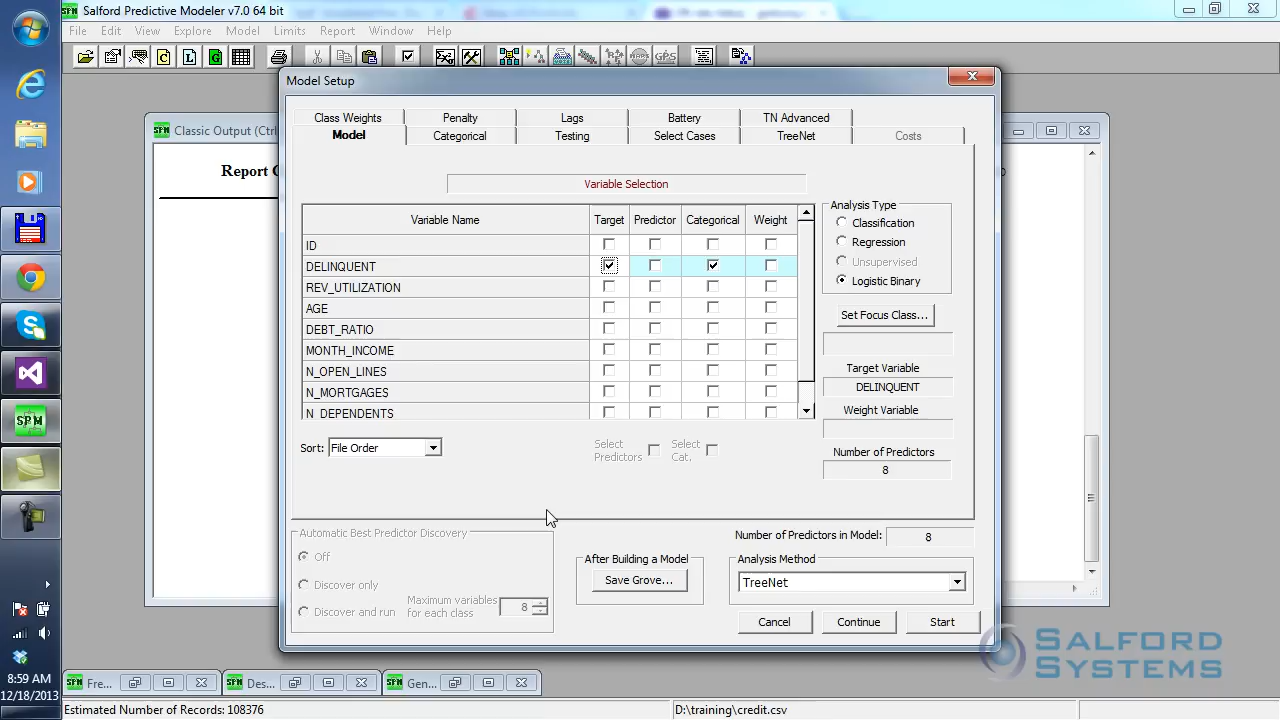 Salford Predictive Modeler v7.0 64 bit
File Edit View Explore Model Limits Report Window Help
Classic Output (Ctrl
Report
Model Setup
Class Weights Penalty Lags Battery TN Advanced
Model Categorical Testing Select Cases TreeNet Costs
Variable Selection
Variable Name Target Predictor Categorical Weight
ID
DELINQUENT
REV_UTILIZATION
AGE
DEBT_RATIO
MONTH_INCOME
N_OPEN_LINES
N_MORTGAGES
N_DEPENDENTS
Analysis Type
Classification
Regression
Unsupervised
Logistic Binary
Set Focus Class...
Target Variable
DELINQUENT
Weight Variable
Number of Predictors
8
Sort: File Order
Select Predictors
Select Cat.
Automatic Best Predictor Discovery
Off
Discover only
Discover and run
Maximum variables
for each class
8
After Building a Model
Save Grove...
Number of Predictors in Model: 8
Analysis Method
TreeNet
Cancel Continue Start
SALFORD
SYSTEMS
Fre... Des... Gen...
8:59 AM
12/18/2013
Estimated Number of Records: 108376
D:\training\credit.csv